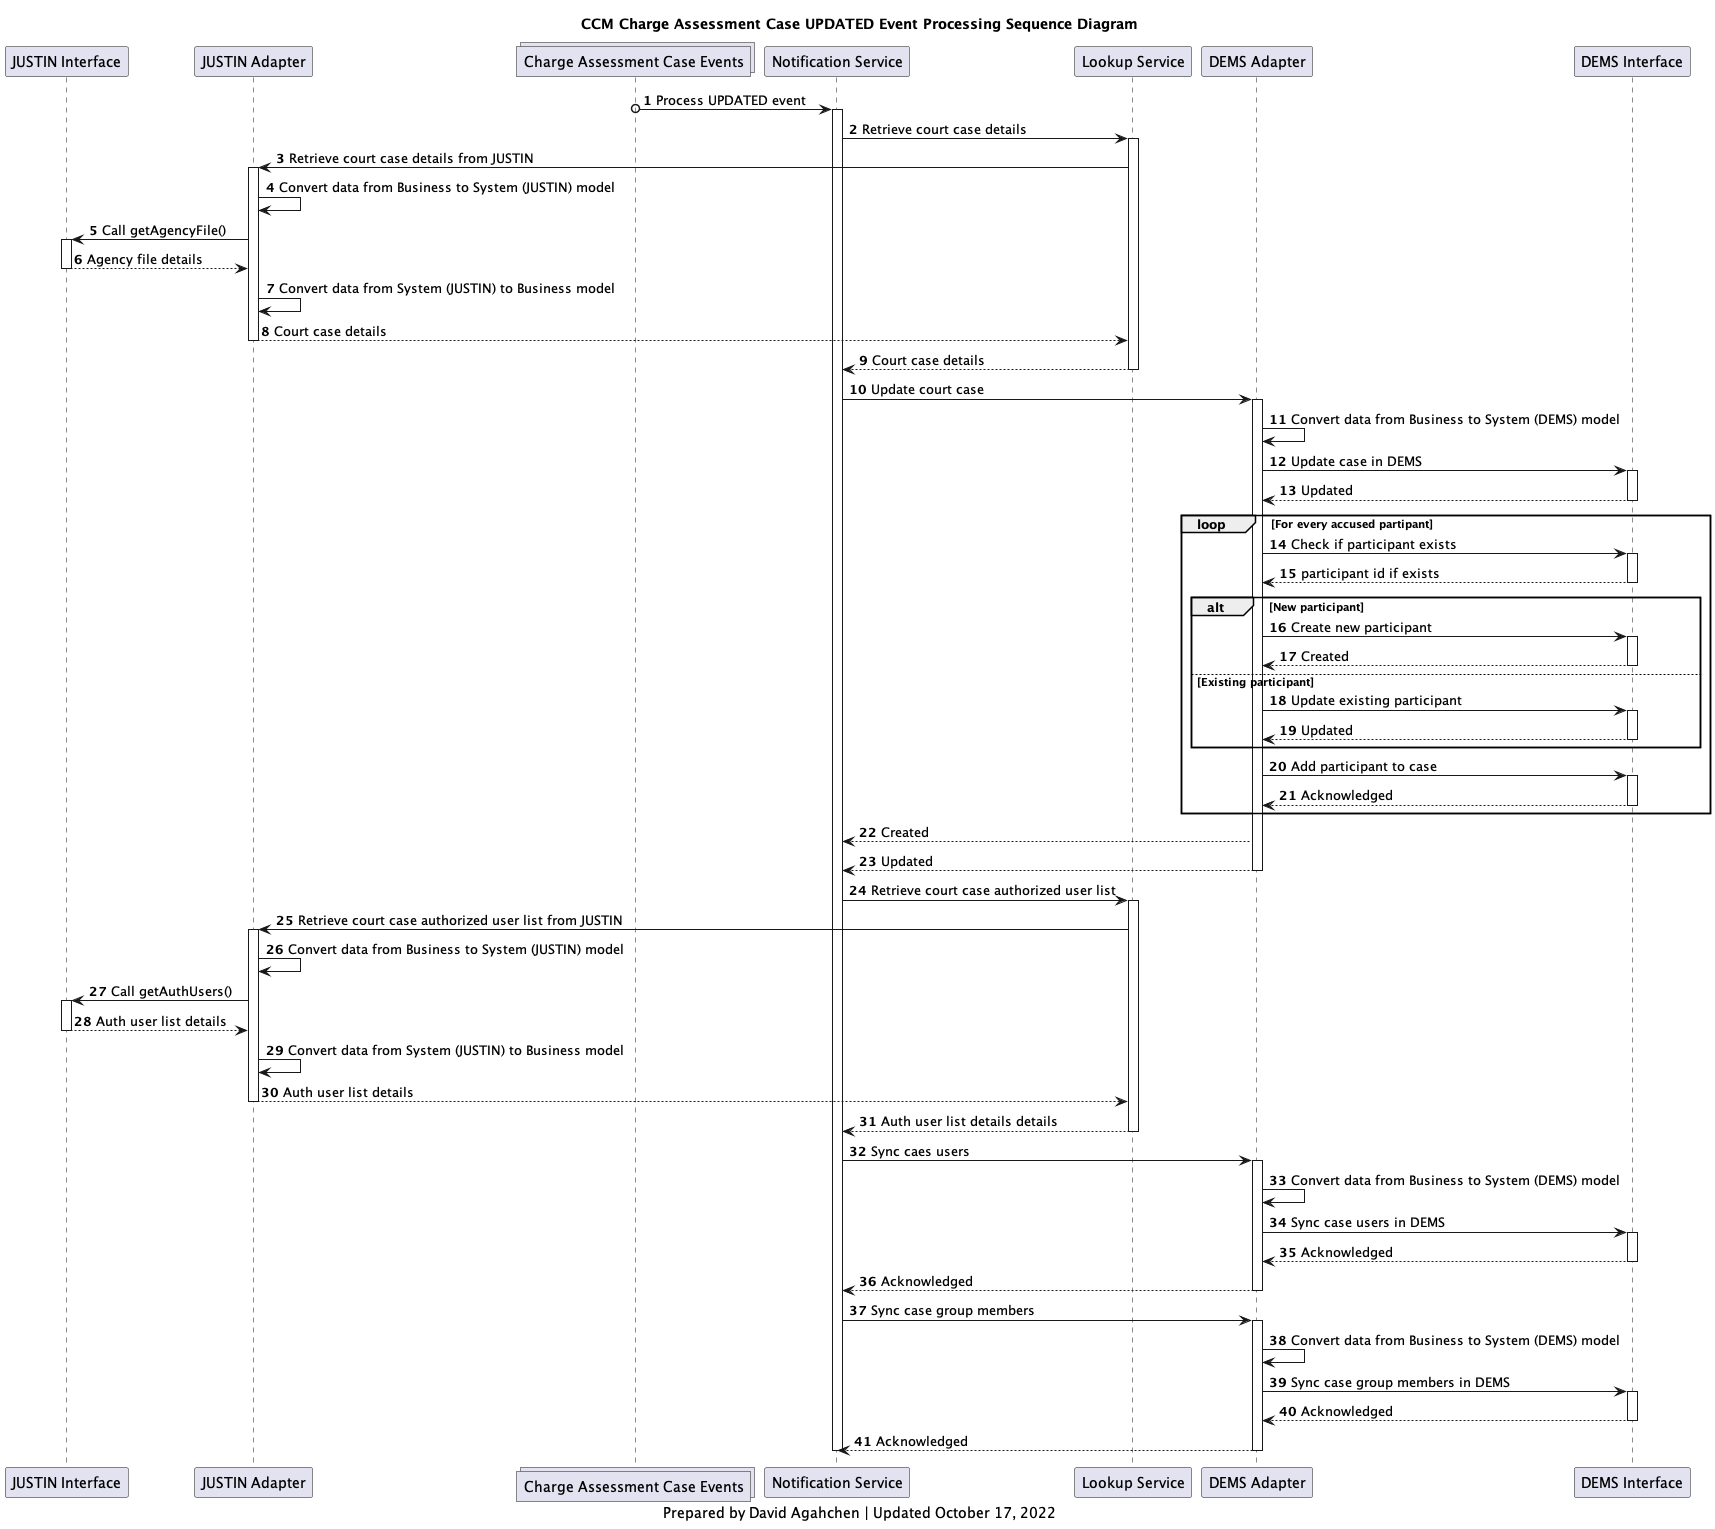 CCM Charge Assessment Case UPDATED Event Processing Sequence Diagram
JUSTIN Interface
JUSTIN Adapter
Charge Assessment Case Events
Notification Service
Lookup Service
DEMS Adapter
DEMS Interface
1 Process UPDATED event
2 Retrieve court case details
3 Retrieve court case details from JUSTIN
4 Convert data from Business to System (JUSTIN) model
5 Call getAgencyFile()
6 Agency file details
7 Convert data from System (JUSTIN) to Business model
8 Court case details
9 Court case details
10 Update court case
11 Convert data from Business to System (DEMS) model
12 Update case in DEMS
13 Updated
loop [For every accused partipant]
14 Check if participant exists
15 participant id if exists
alt [New participant]
16 Create new participant
17 Created
[Existing participant]
18 Update existing participant
19 Updated
20 Add participant to case
21 Acknowledged
22 Created
23 Updated
24 Retrieve court case authorized user list
25 Retrieve court case authorized user list from JUSTIN
26 Convert data from Business to System (JUSTIN) model
27 Call getAuthUsers()
28 Auth user list details
29 Convert data from System (JUSTIN) to Business model
30 Auth user list details
31 Auth user list details details
32 Sync caes users
33 Convert data from Business to System (DEMS) model
34 Sync case users in DEMS
35 Acknowledged
36 Acknowledged
37 Sync case group members
38 Convert data from Business to System (DEMS) model
39 Sync case group members in DEMS
40 Acknowledged
41 Acknowledged
JUSTIN Interface
JUSTIN Adapter
Charge Assessment Case Events
Notification Service
Lookup Service
DEMS Adapter
DEMS Interface
Prepared by David Agahchen | Updated October 17, 2022